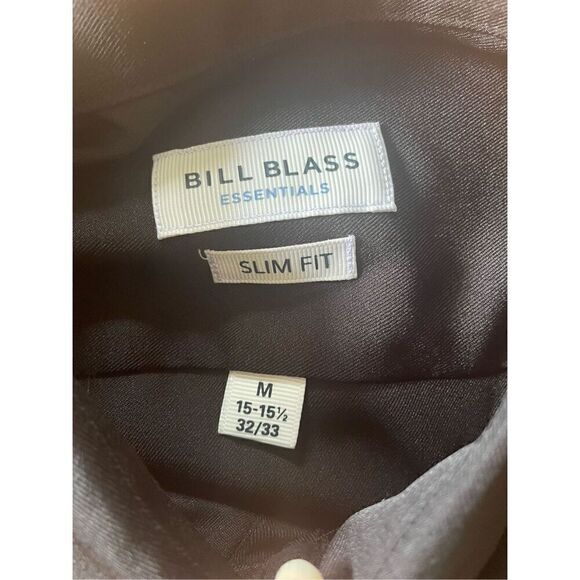 BILL BLASS
ESSENTIALS
SLIM FIT
M
15-15½
32/33